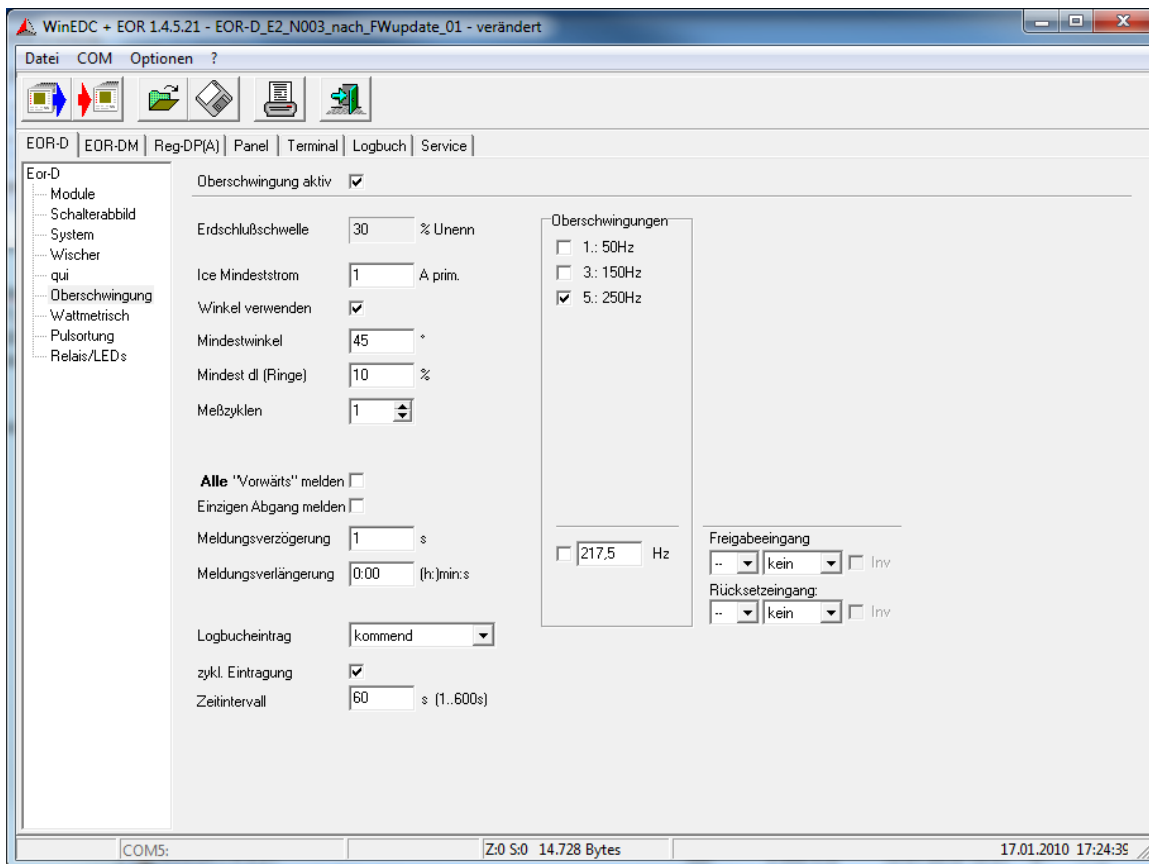 WinEDC + EOR 1.4.5.21 - EOR-D_E2_N003_nach_FWupdate_01 - verändert
Datei COM Optionen ?
EOR-D EOR-DM Reg-DP(A) Panel Terminal Logbuch Service
Eor-D
Module
Schalterabbild
System
Wischer
qui
Oberschwingung
Wattmetrisch
Pulsortung
Relais/LEDs
Oberschwingung aktiv
Erdschlußschwelle 30 % Unenn
Ice Mindeststrom 1 A prim.
Winkel verwenden
Mindestwinkel 45 °
Mindest dI (Ringe) 10 %
Meßzyklen 1
Alle "Vorwärts" melden
Einzigen Abgang melden
Meldungsverzögerung 1 s
Meldungsverlängerung 0:00 (h:)min:s
Logbucheintrag kommend
zykl. Eintragung
Zeitintervall 60 s (1..600s)
Oberschwingungen
1.: 50Hz
3.: 150Hz
5.: 250Hz
217,5 Hz
Freigabeeingang
-- kein Inv
Rücksetzeingang:
-- kein Inv
COM5: Z:0 S:0 14.728 Bytes 17.01.2010 17:24:39